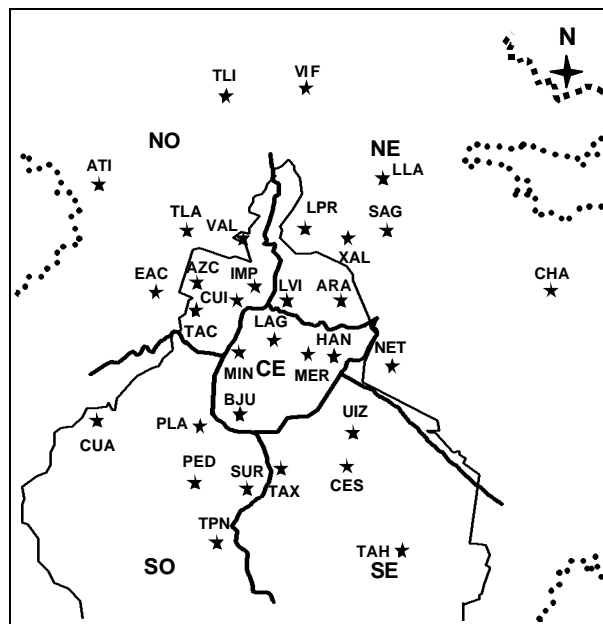 N
TLI
VIF
NO
NE
ATI
LLA
TLA
VAL
LPR
SAG
XAL
EAC
AZC
IMP
CHA
CUI
LVI
ARA
TAC
LAG
HAN
NET
MIN
CE
MER
BJU
CUA
PLA
UIZ
PED
SUR
TAX
CES
TPN
TAH
SO
SE